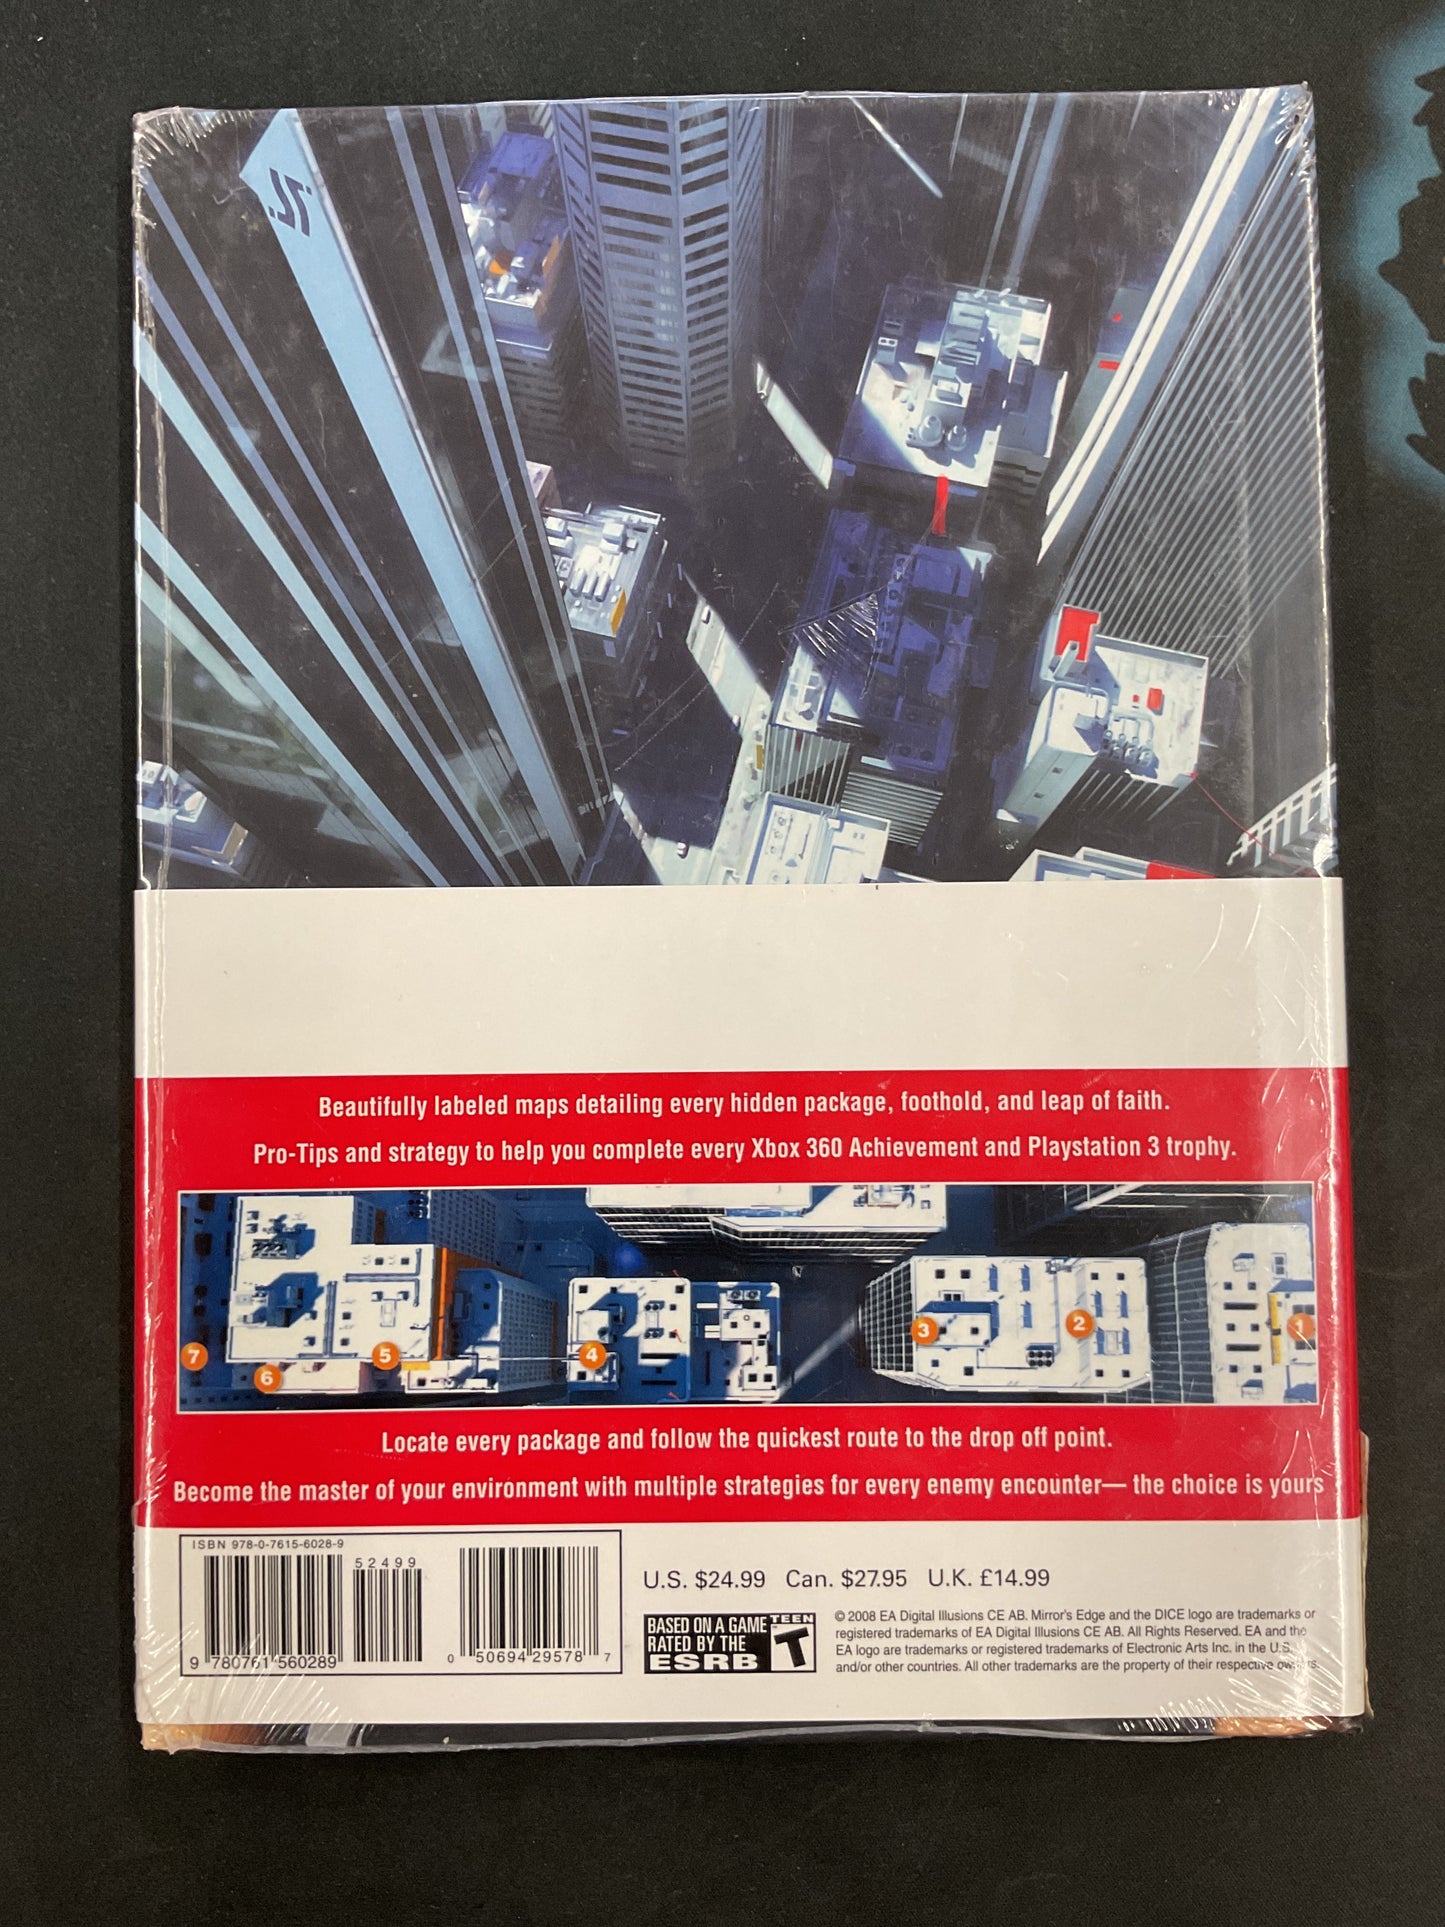 Beautifully labeled maps detailing every hidden package, foothold, and leap of faith.
Pro-Tips and strategy to help you complete every Xbox 360 Achievement and Playstation 3 trophy.
7
6
5
4
3
2
1
Locate every package and follow the quickest route to the drop off point.
Become the master of your environment with multiple strategies for every enemy encounter— the choice is yours
ISBN 978-0-7615-6028-9
52499
9 780761 560289
0 50694 29578 7
U.S. $24.99 Can. $27.95 U.K. £14.99
BASED ON A GAME
RATED BY THE
ESRB
TEEN
T
© 2008 EA Digital Illusions CE AB. Mirror's Edge and the DICE logo are trademarks or
registered trademarks of EA Digital Illusions CE AB. All Rights Reserved. EA and the
EA logo are trademarks or registered trademarks of Electronic Arts Inc. in the U.S.
and/or other countries. All other trademarks are the property of their respective owners.